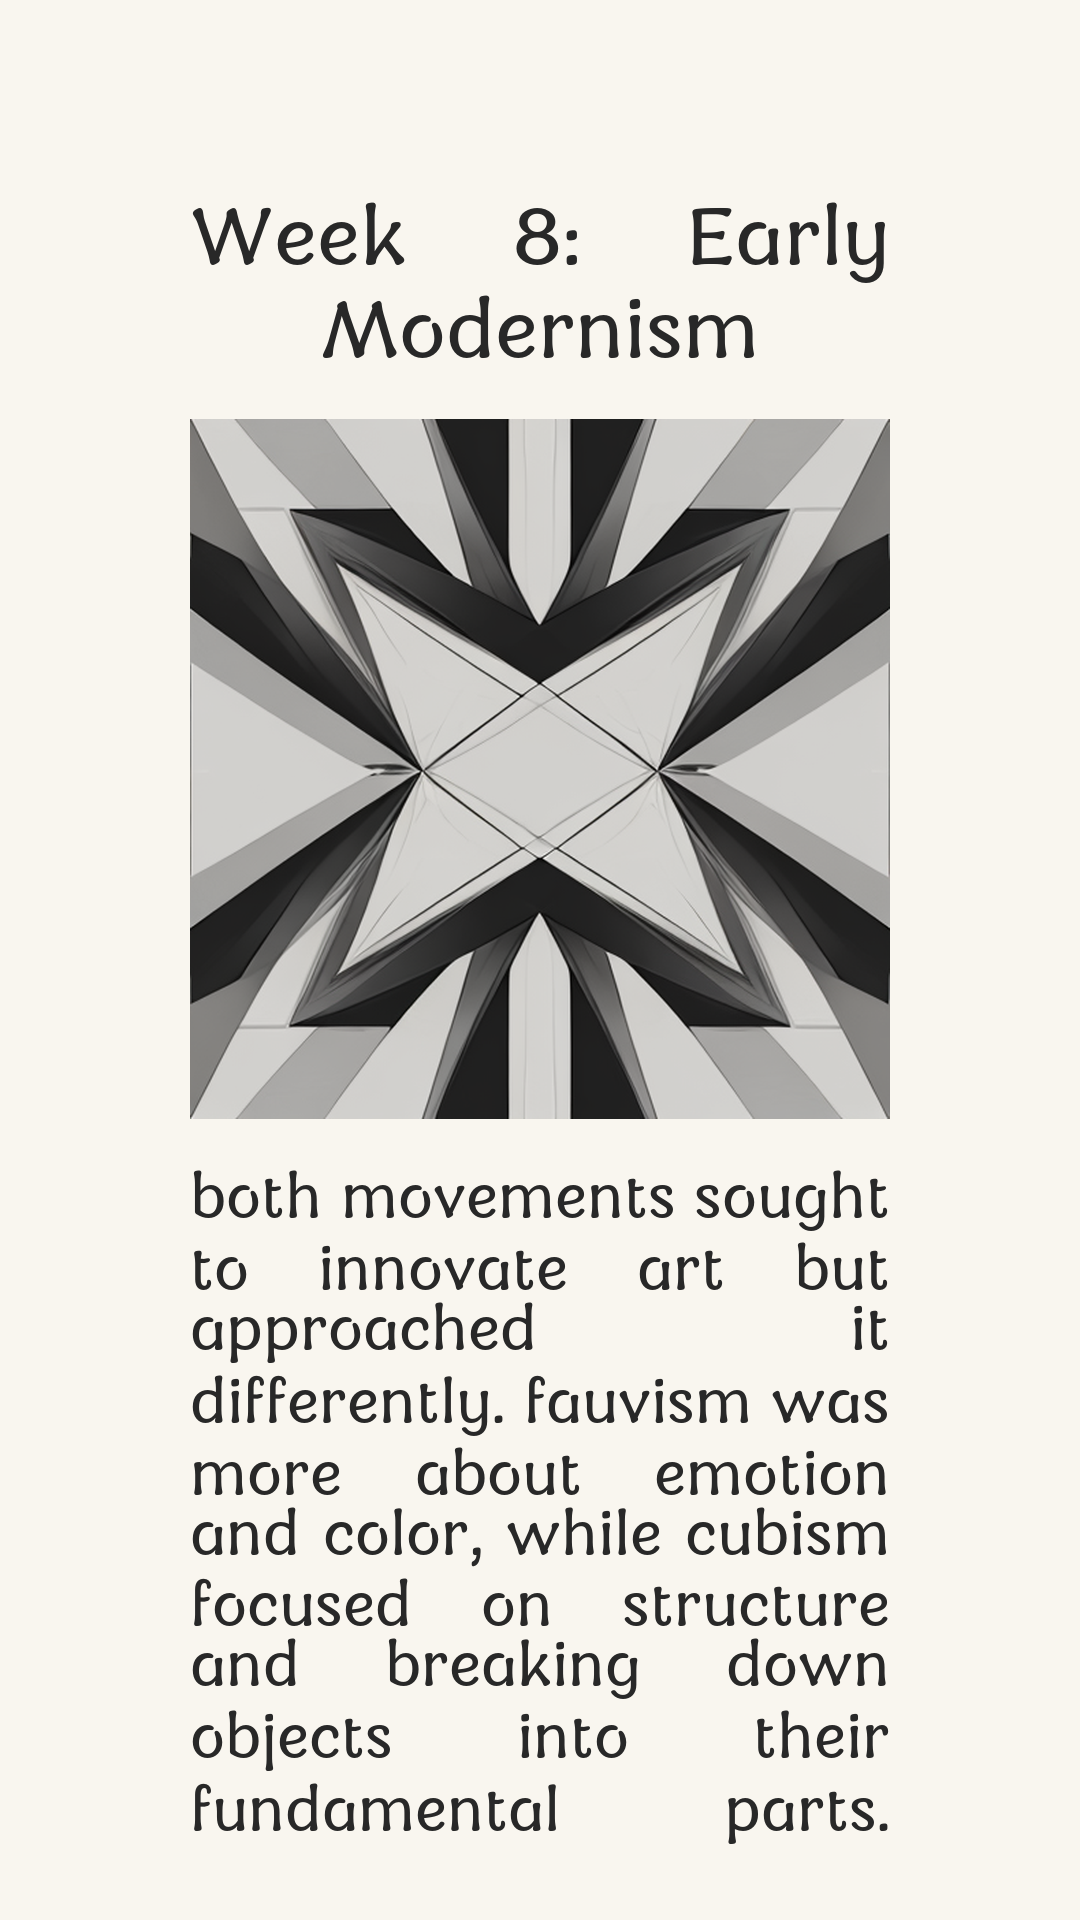 Week 8: Early
Modernism
both movements sought
to innovate art but
approached it
differently. fauvism was
more about emotion
and color, while cubism
focused on structure
and breaking down
objects into their
fundamental parts.